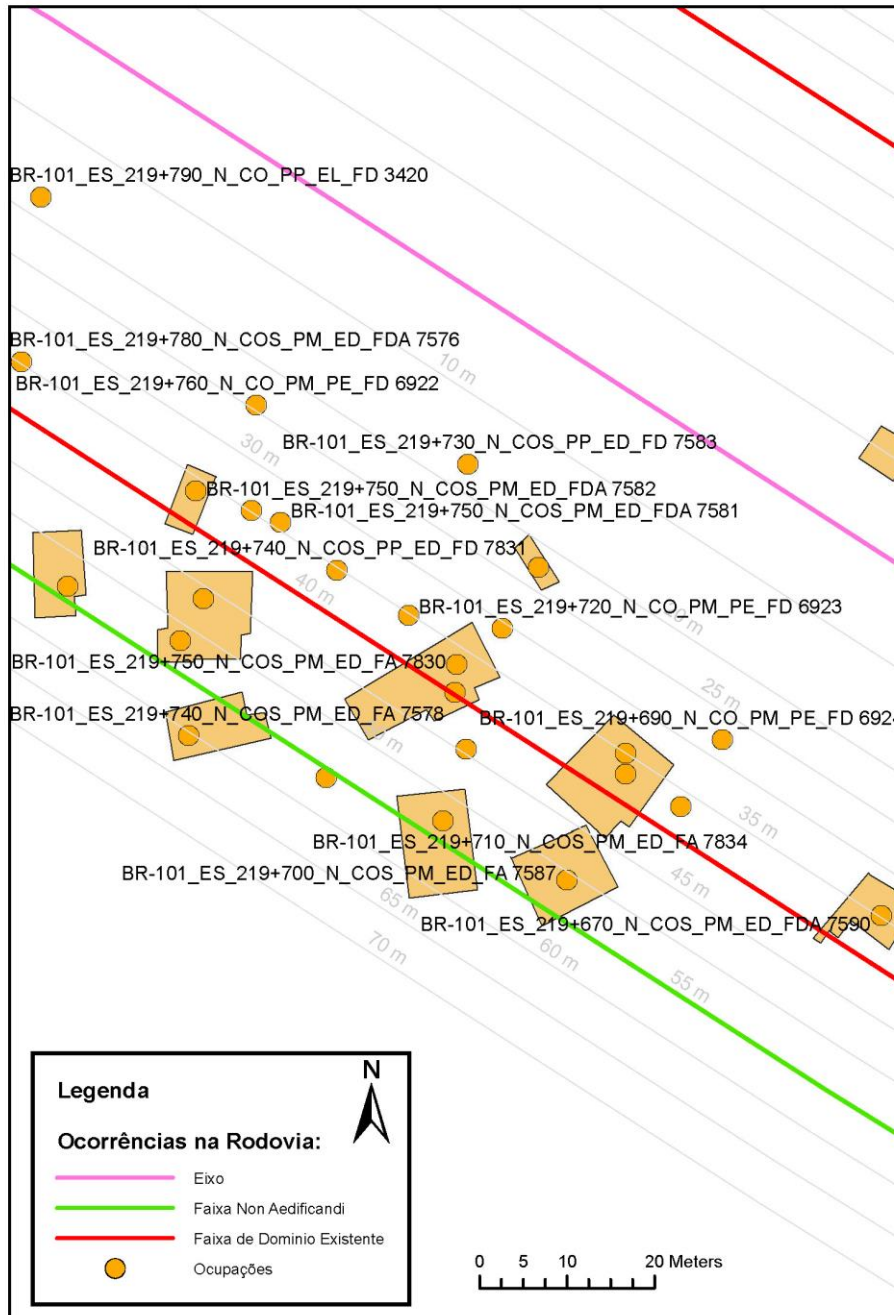 BR-101_ES_219+790_N_CO_PP_EL_FD 3420
BR-101_ES_219+780_N_COS_PM_ED_FDA 7576
10 m
BR-101_ES_219+760_N_CO_PM_PE_FD 6922
30 m
BR-101_ES_219+730_N_COS_PP_ED_FD 7583
BR-101_ES_219+750_N_COS_PM_ED_FDA 7582
BR-101_ES_219+750_N_COS_PM_ED_FDA 7581
BR-101_ES_219+740_N_COS_PP_ED_FD 7831
40 m
20 m
BR-101_ES_219+720_N_CO_PM_PE_FD 6923
BR-101_ES_219+750_N_COS_PM_ED_FA 7830
25 m
BR-101_ES_219+740_N_COS_PM_ED_FA 7578
BR-101_ES_219+690_N_CO_PM_PE_FD 692
35 m
BR-101_ES_219+710_N_COS_PM_ED_FA 7834
BR-101_ES_219+700_N_COS_PM_ED_FA 7587
45 m
65 m
BR-101_ES_219+670_N_COS_PM_ED_FDA 7590
70 m
60 m
55 m
Legenda
N
Ocorrências na Rodovia:
Eixo
Faixa Non Aedificandi
Faixa de Dominio Existente
Ocupações
0 5 10 20 Meters